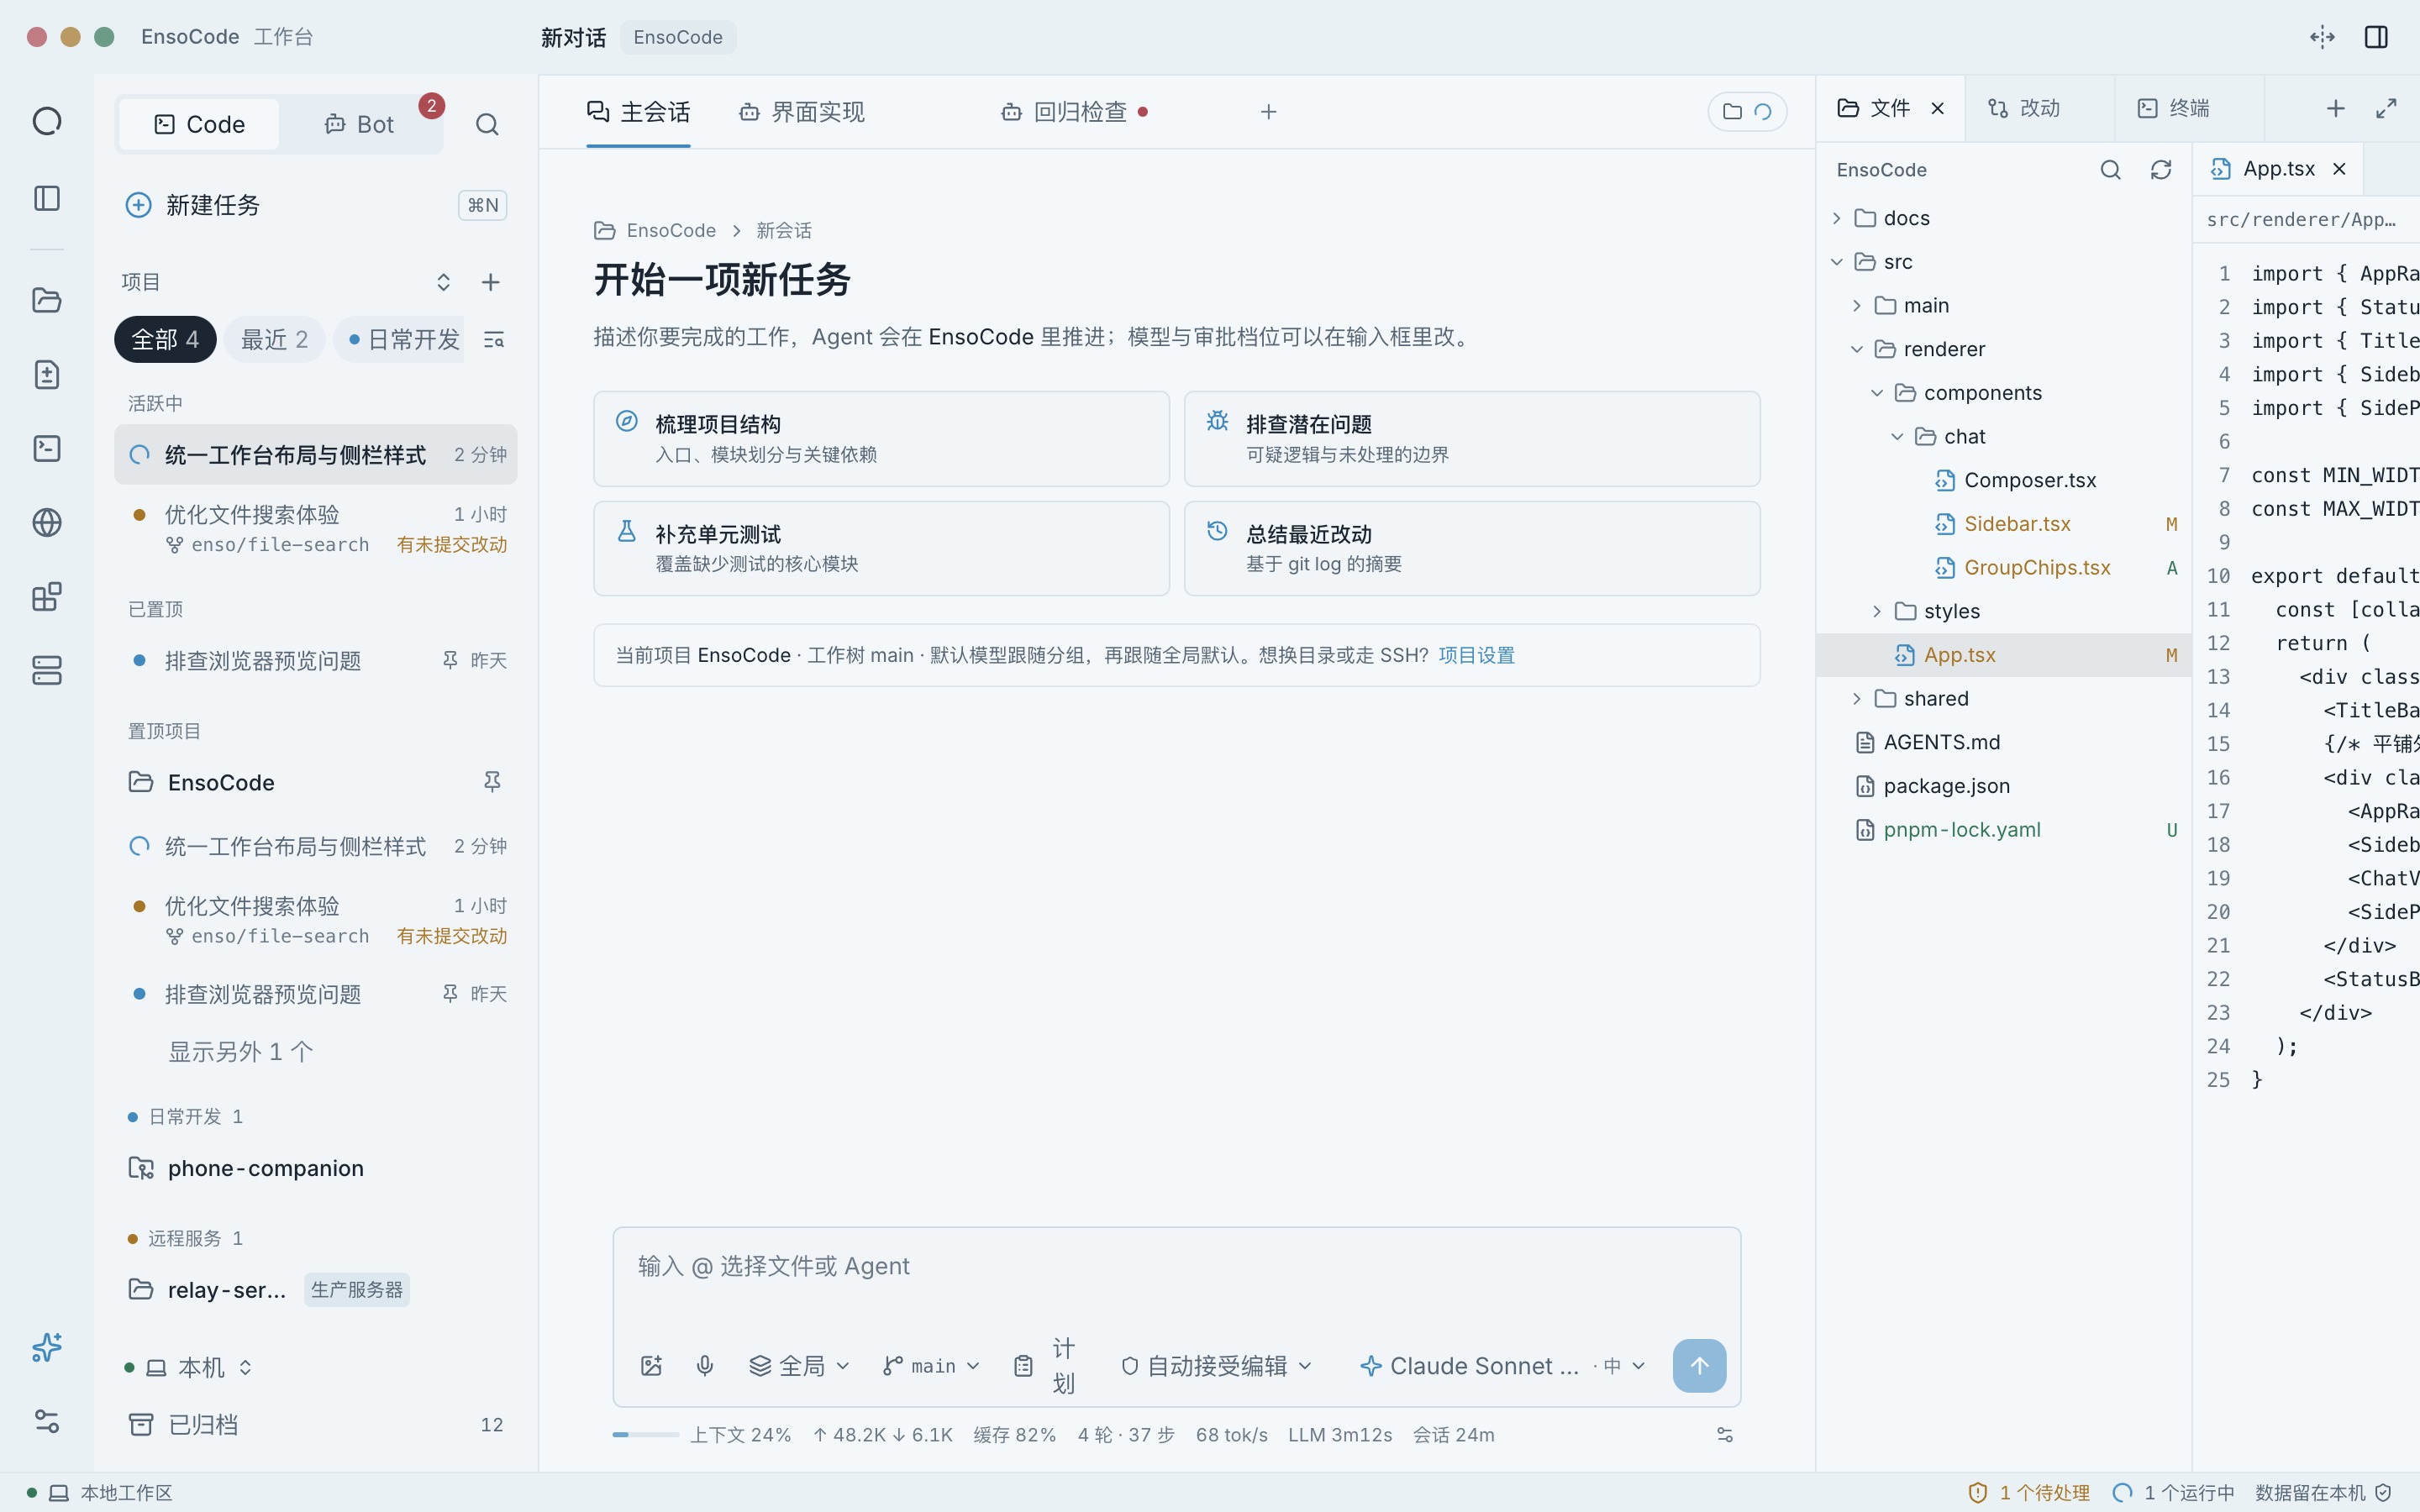 EnsoCode 工作台
新对话 EnsoCode
Code
Bot 2
新建任务 ⌘N
项目
全部 4 最近 2 日常开发
活跃中
统一工作台布局与侧栏样式 2 分钟
优化文件搜索体验 1 小时
enso/file-search 有未提交改动
已置顶
排查浏览器预览问题 昨天
置顶项目
EnsoCode
统一工作台布局与侧栏样式 2 分钟
优化文件搜索体验 1 小时
enso/file-search 有未提交改动
排查浏览器预览问题 昨天
显示另外 1 个
日常开发 1
phone-companion
远程服务 1
relay-ser... 生产服务器
本机
已归档 12
主会话 界面实现 回归检查
EnsoCode > 新会话
开始一项新任务
描述你要完成的工作，Agent 会在 EnsoCode 里推进；模型与审批档位可以在输入框里改。
梳理项目结构
入口、模块划分与关键依赖
排查潜在问题
可疑逻辑与未处理的边界
补充单元测试
覆盖缺少测试的核心模块
总结最近改动
基于 git log 的摘要
当前项目 EnsoCode · 工作树 main · 默认模型跟随分组，再跟随全局默认。想换目录或走 SSH？ 项目设置
输入 @ 选择文件或 Agent
全局 main 计划 自动接受编辑 Claude Sonnet ... · 中
上下文 24% ↑ 48.2K ↓ 6.1K 缓存 82% 4 轮 · 37 步 68 tok/s LLM 3m12s 会话 24m
文件 改动 终端
EnsoCode
docs
src
main
renderer
components
chat
Composer.tsx
Sidebar.tsx M
GroupChips.tsx A
styles
App.tsx M
shared
AGENTS.md
package.json
pnpm-lock.yaml U
App.tsx
src/renderer/App…
1 import { AppRa
2 import { Statu
3 import { Title
4 import { Sideb
5 import { SideP
6
7 const MIN_WIDT
8 const MAX_WIDT
9
10 export default
11 const [colla
12 return (
13 <div class
14 <TitleBa
15 {/* 平铺
16 <div cla
17 <AppRa
18 <Sideb
19 <ChatV
20 <SideP
21 </div>
22 <StatusB
23 </div>
24 );
25 }
本地工作区
1 个待处理 1 个运行中 数据留在本机